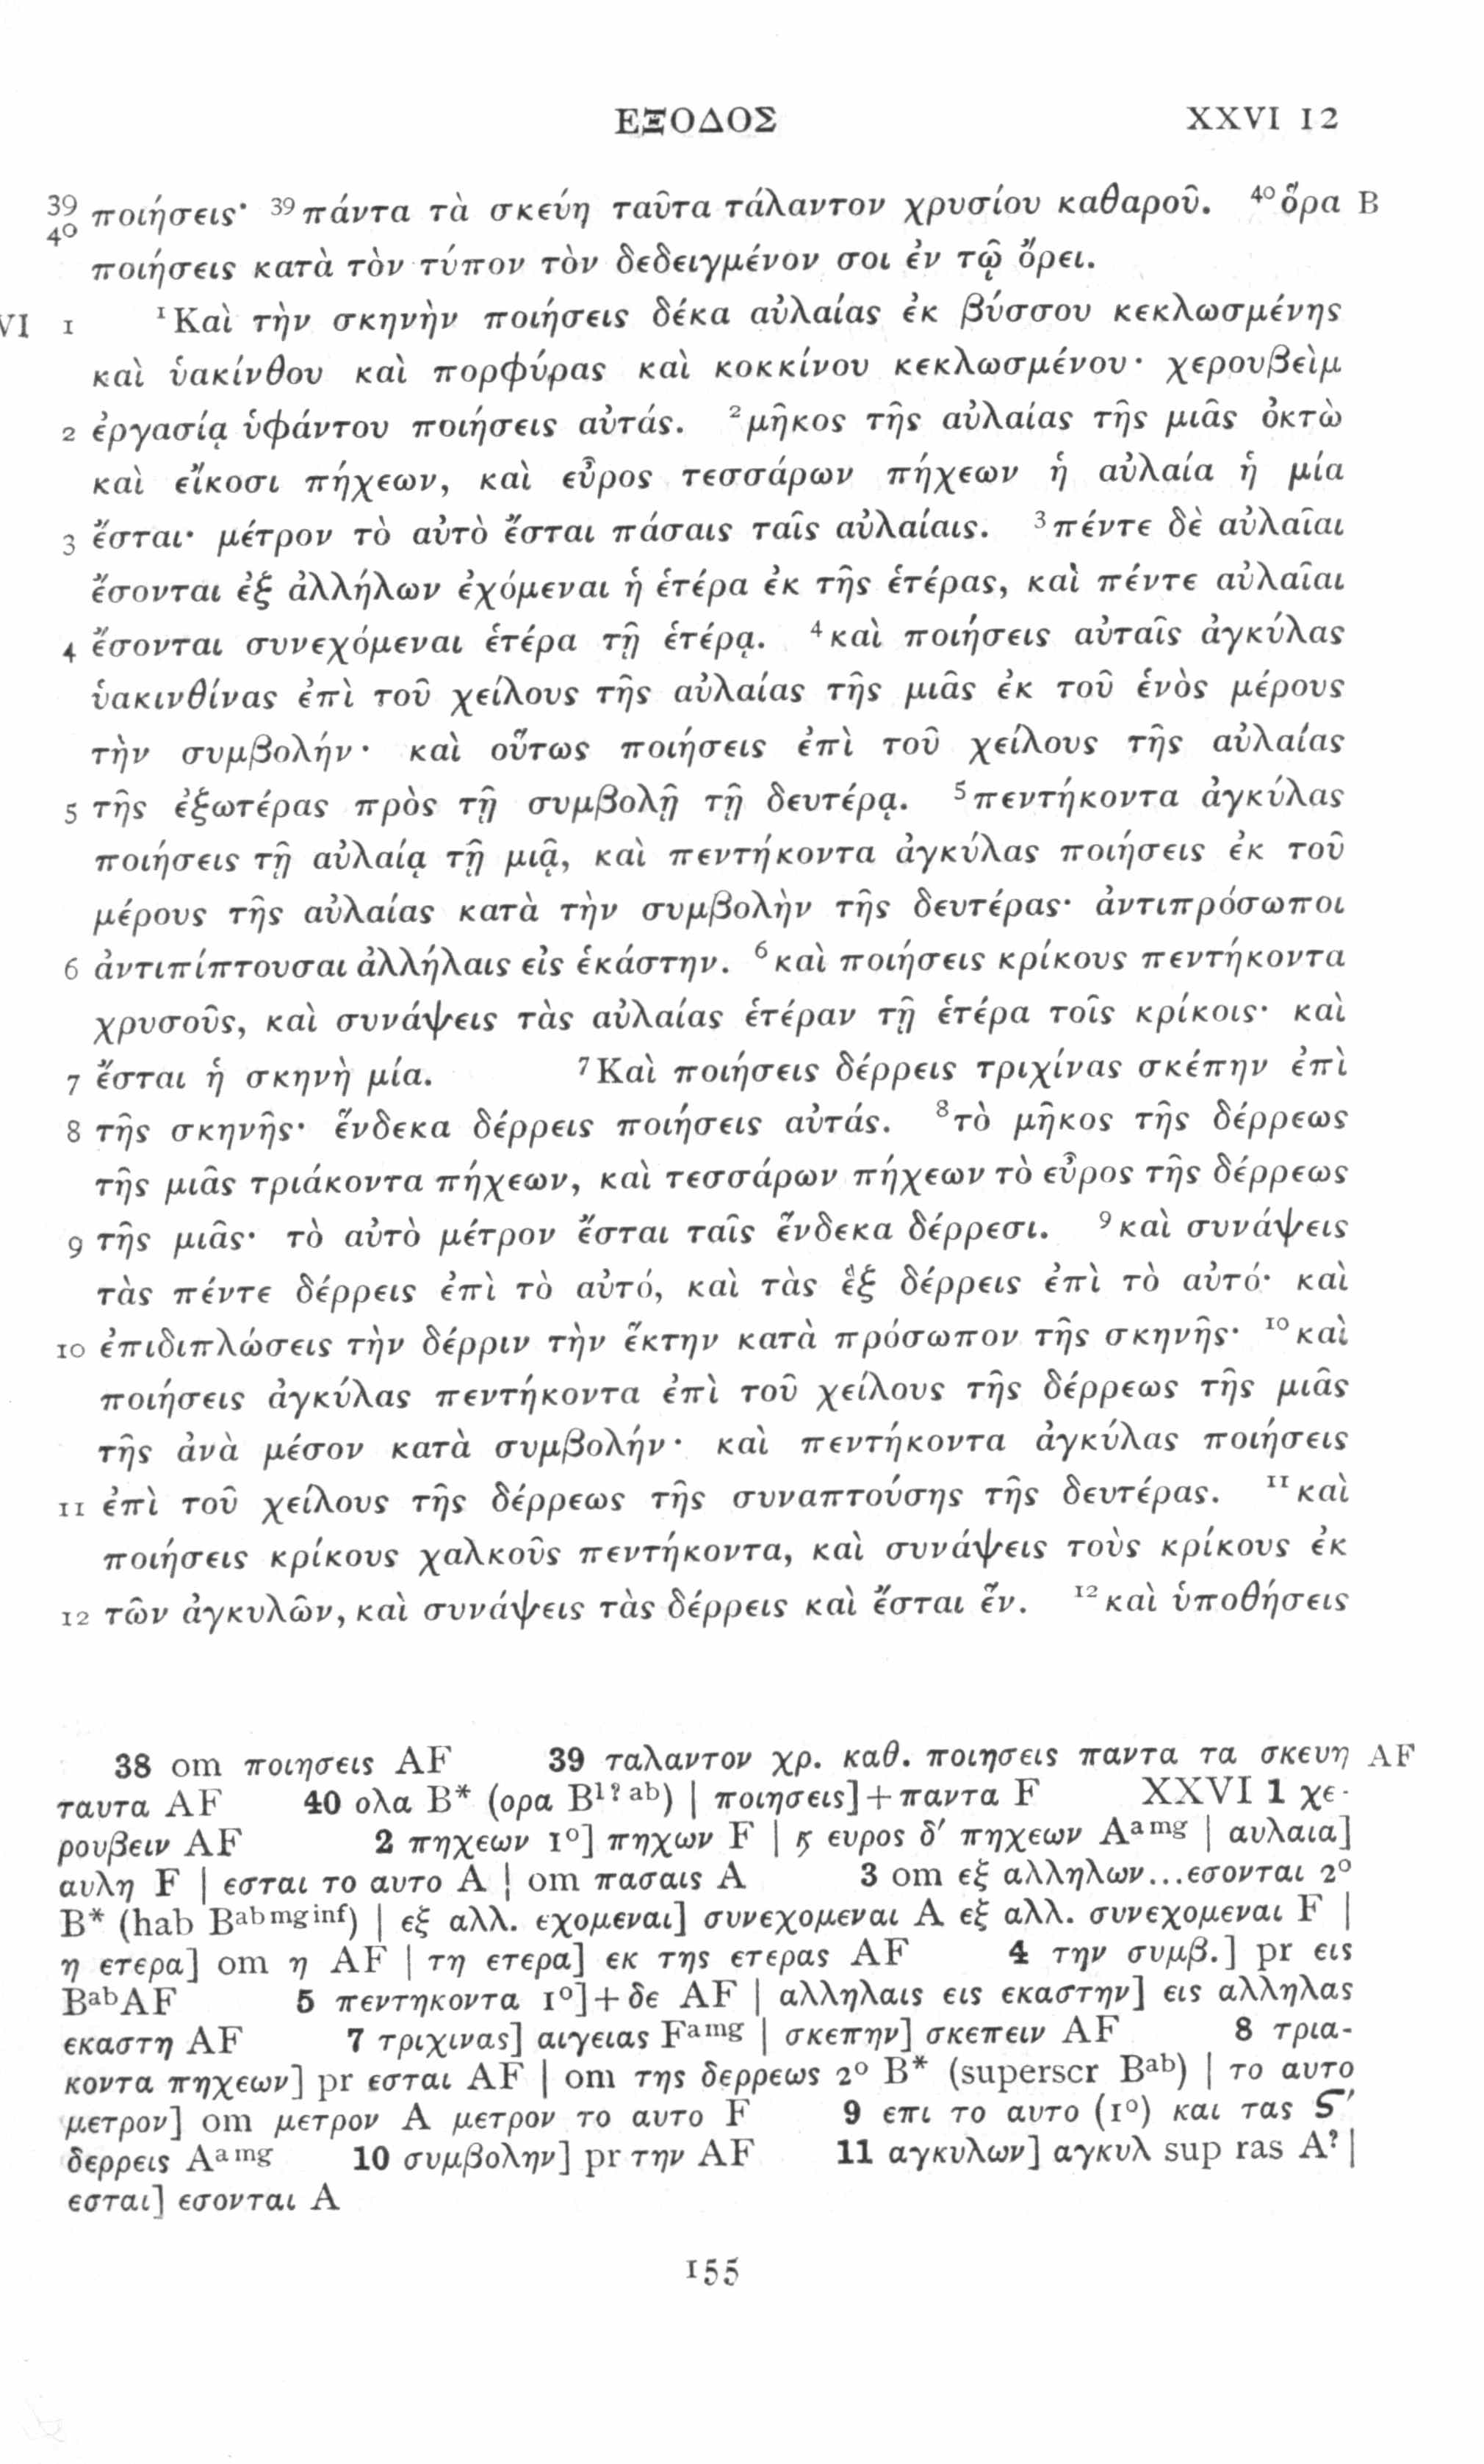 ΕΞΟΔΟΣ XXVI 12
39 ποιήσεις· ³⁹πάντα τὰ σκεύη ταῦτα τάλαντον χρυσίου καθαροῦ. ⁴⁰ὅρα B
40 ποιήσεις κατὰ τὸν τύπον τὸν δεδειγμένον σοι ἐν τῷ ὄρει.
VI 1 ¹Καὶ τὴν σκηνὴν ποιήσεις δέκα αὐλαίας ἐκ βύσσου κεκλωσμένης
καὶ ὑακίνθου καὶ πορφύρας καὶ κοκκίνου κεκλωσμένου· χερουβεὶμ
2 ἐργασίᾳ ὑφάντου ποιήσεις αὐτάς. ²μῆκος τῆς αὐλαίας τῆς μιᾶς ὀκτὼ
καὶ εἴκοσι πήχεων, καὶ εὖρος τεσσάρων πήχεων ἡ αὐλαία ἡ μία
3 ἔσται· μέτρον τὸ αὐτὸ ἔσται πάσαις ταῖς αὐλαίαις. ³πέντε δὲ αὐλαῖαι
ἔσονται ἐξ ἀλλήλων ἐχόμεναι ἡ ἑτέρα ἐκ τῆς ἑτέρας, καὶ πέντε αὐλαῖαι
4 ἔσονται συνεχόμεναι ἑτέρα τῇ ἑτέρᾳ. ⁴καὶ ποιήσεις αὐταῖς ἀγκύλας
ὑακινθίνας ἐπὶ τοῦ χείλους τῆς αὐλαίας τῆς μιᾶς ἐκ τοῦ ἑνὸς μέρους
τὴν συμβολήν· καὶ οὕτως ποιήσεις ἐπὶ τοῦ χείλους τῆς αὐλαίας
5 τῆς ἐξωτέρας πρὸς τῇ συμβολῇ τῇ δευτέρᾳ. ⁵πεντήκοντα ἀγκύλας
ποιήσεις τῇ αὐλαίᾳ τῇ μιᾷ, καὶ πεντήκοντα ἀγκύλας ποιήσεις ἐκ τοῦ
μέρους τῆς αὐλαίας κατὰ τὴν συμβολὴν τῆς δευτέρας· ἀντιπρόσωποι
6 ἀντιπίπτουσαι ἀλλήλαις εἰς ἑκάστην. ⁶καὶ ποιήσεις κρίκους πεντήκοντα
χρυσοῦς, καὶ συνάψεις τὰς αὐλαίας ἑτέραν τῇ ἑτέρα τοῖς κρίκοις· καὶ
7 ἔσται ἡ σκηνὴ μία. ⁷Καὶ ποιήσεις δέρρεις τριχίνας σκέπην ἐπὶ
8 τῆς σκηνῆς· ἕνδεκα δέρρεις ποιήσεις αὐτάς. ⁸τὸ μῆκος τῆς δέρρεως
τῆς μιᾶς τριάκοντα πήχεων, καὶ τεσσάρων πήχεων τὸ εὖρος τῆς δέρρεως
9 τῆς μιᾶς· τὸ αὐτὸ μέτρον ἔσται ταῖς ἕνδεκα δέρρεσι. ⁹καὶ συνάψεις
τὰς πέντε δέρρεις ἐπὶ τὸ αὐτό, καὶ τὰς ἓξ δέρρεις ἐπὶ τὸ αὐτό· καὶ
10 ἐπιδιπλώσεις τὴν δέρριν τὴν ἕκτην κατὰ πρόσωπον τῆς σκηνῆς· ¹⁰καὶ
ποιήσεις ἀγκύλας πεντήκοντα ἐπὶ τοῦ χείλους τῆς δέρρεως τῆς μιᾶς
τῆς ἀνὰ μέσον κατὰ συμβολήν· καὶ πεντήκοντα ἀγκύλας ποιήσεις
11 ἐπὶ τοῦ χείλους τῆς δέρρεως τῆς συναπτούσης τῆς δευτέρας. ¹¹καὶ
ποιήσεις κρίκους χαλκοῦς πεντήκοντα, καὶ συνάψεις τοὺς κρίκους ἐκ
12 τῶν ἀγκυλῶν, καὶ συνάψεις τὰς δέρρεις καὶ ἔσται ἕν. ¹²καὶ ὑποθήσεις
38 om ποιησεις AF 39 ταλαντον χρ. καθ. ποιησεις παντα τα σκευη AF
ταυτα AF 40 ολα B* (ορα B¹ˀ ᵃᵇ) | ποιησεις]+παντα F XXVI 1 χε-
ρουβειν AF 2 πηχεων 1°] πηχων F | ϗ ευρος δ′ πηχεων Aᵃ ᵐᵍ | αυλαια]
αυλη F | εσται το αυτο A | om πασαις A 3 om εξ αλληλων...εσονται 2°
B* (hab Bᵃᵇ ᵐᵍ ⁱⁿᶠ) | εξ αλλ. εχομεναι] συνεχομεναι A εξ αλλ. συνεχομεναι F |
η ετερα] om η AF | τη ετερα] εκ της ετερας AF 4 την συμβ.] pr εις
BᵃᵇAF 5 πεντηκοντα 1°]+δε AF | αλληλαις εις εκαστην] εις αλληλας
εκαστη AF 7 τριχινας] αιγειας Fᵃ ᵐᵍ | σκεπην] σκεπειν AF 8 τρια-
κοντα πηχεων] pr εσται AF | om της δερρεως 2° B* (superscr Bᵃᵇ) | το αυτο
μετρον] om μετρον A μετρον το αυτο F 9 επι το αυτο (1°) και τας Ϛ′
δερρεις Aᵃ ᵐᵍ 10 συμβολην] pr την AF 11 αγκυλων] αγκυλ sup ras A? |
εσται] εσονται A
155